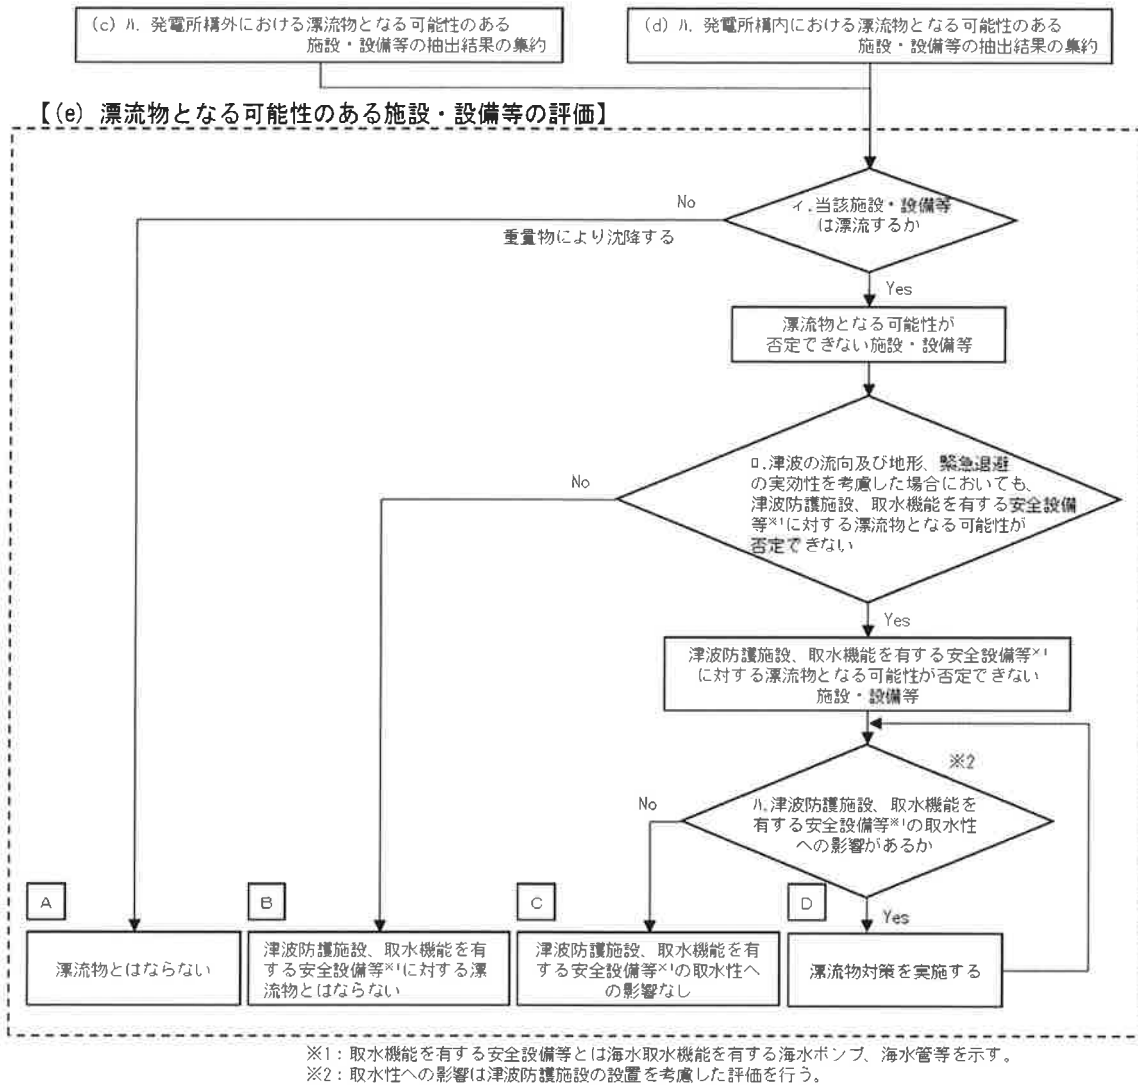 (c) ハ. 発電所構外における漂流物となる可能性のある
施設・設備等の抽出結果の集約
(d) ハ. 発電所構内における漂流物となる可能性のある
施設・設備等の抽出結果の集約
【(e) 漂流物となる可能性のある施設・設備等の評価】
イ.当該施設・設備等
は漂流するか
No
重量物により沈降する
Yes
漂流物となる可能性が
否定できない施設・設備等
ロ.津波の流向及び地形、緊急退避
の実効性を考慮した場合においても、
津波防護施設、取水機能を有する安全設備
等※1に対する漂流物となる可能性が
否定できない
No
Yes
津波防護施設、取水機能を有する安全設備等※1
に対する漂流物となる可能性が否定できない
施設・設備等
※2
ハ.津波防護施設、取水機能を
有する安全設備等※1の取水性
への影響があるか
No
Yes
A
漂流物とはならない
B
津波防護施設、取水機能を有
する安全設備等※1に対する漂
流物とはならない
C
津波防護施設、取水機能を有
する安全設備等※1の取水性へ
の影響なし
D
漂流物対策を実施する
※1：取水機能を有する安全設備等とは海水取水機能を有する海水ポンプ、海水管等を示す。
※2：取水性への影響は津波防護施設の設置を考慮した評価を行う。